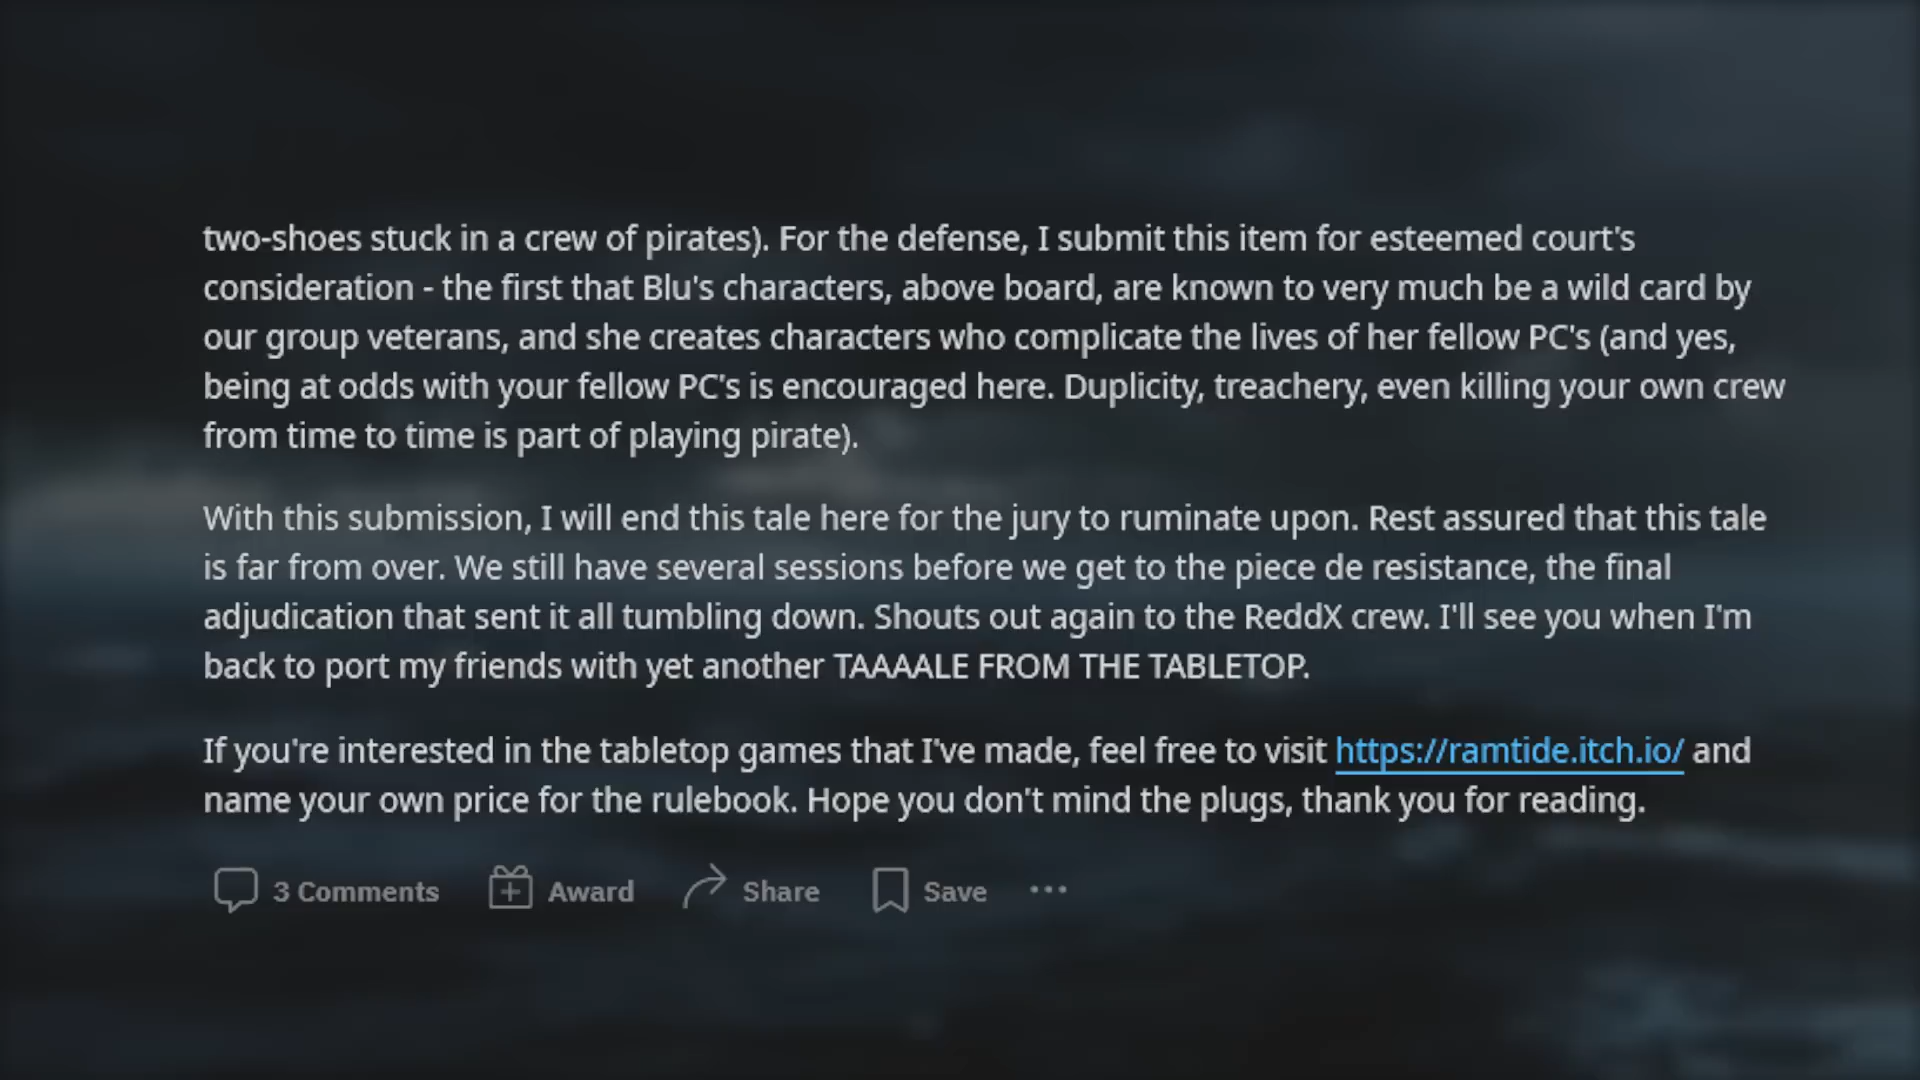 two-shoes stuck in a crew of pirates). For the defense, I submit this item for esteemed court's
consideration - the first that Blu's characters, above board, are known to very much be a wild card by
our group veterans, and she creates characters who complicate the lives of her fellow PC's (and yes,
being at odds with your fellow PC's is encouraged here. Duplicity, treachery, even killing your own crew
from time to time is part of playing pirate).
With this submission, I will end this tale here for the jury to ruminate upon. Rest assured that this tale
is far from over. We still have several sessions before we get to the piece de resistance, the final
adjudication that sent it all tumbling down. Shouts out again to the ReddX crew. I'll see you when I'm
back to port my friends with yet another TAAAALE FROM THE TABLETOP.
If you're interested in the tabletop games that I've made, feel free to visit https://ramtide.itch.io/ and
name your own price for the rulebook. Hope you don't mind the plugs, thank you for reading.
3 Comments Award Share Save ...